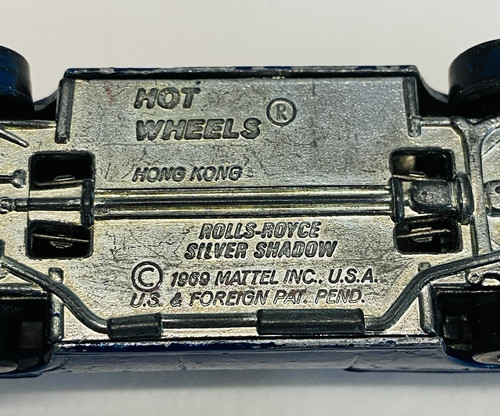 HOT
WHEELS ®
HONG KONG
ROLLS-ROYCE
SILVER SHADOW
© 1969 MATTEL INC., U.S.A.
U.S. & FOREIGN PAT. PEND.